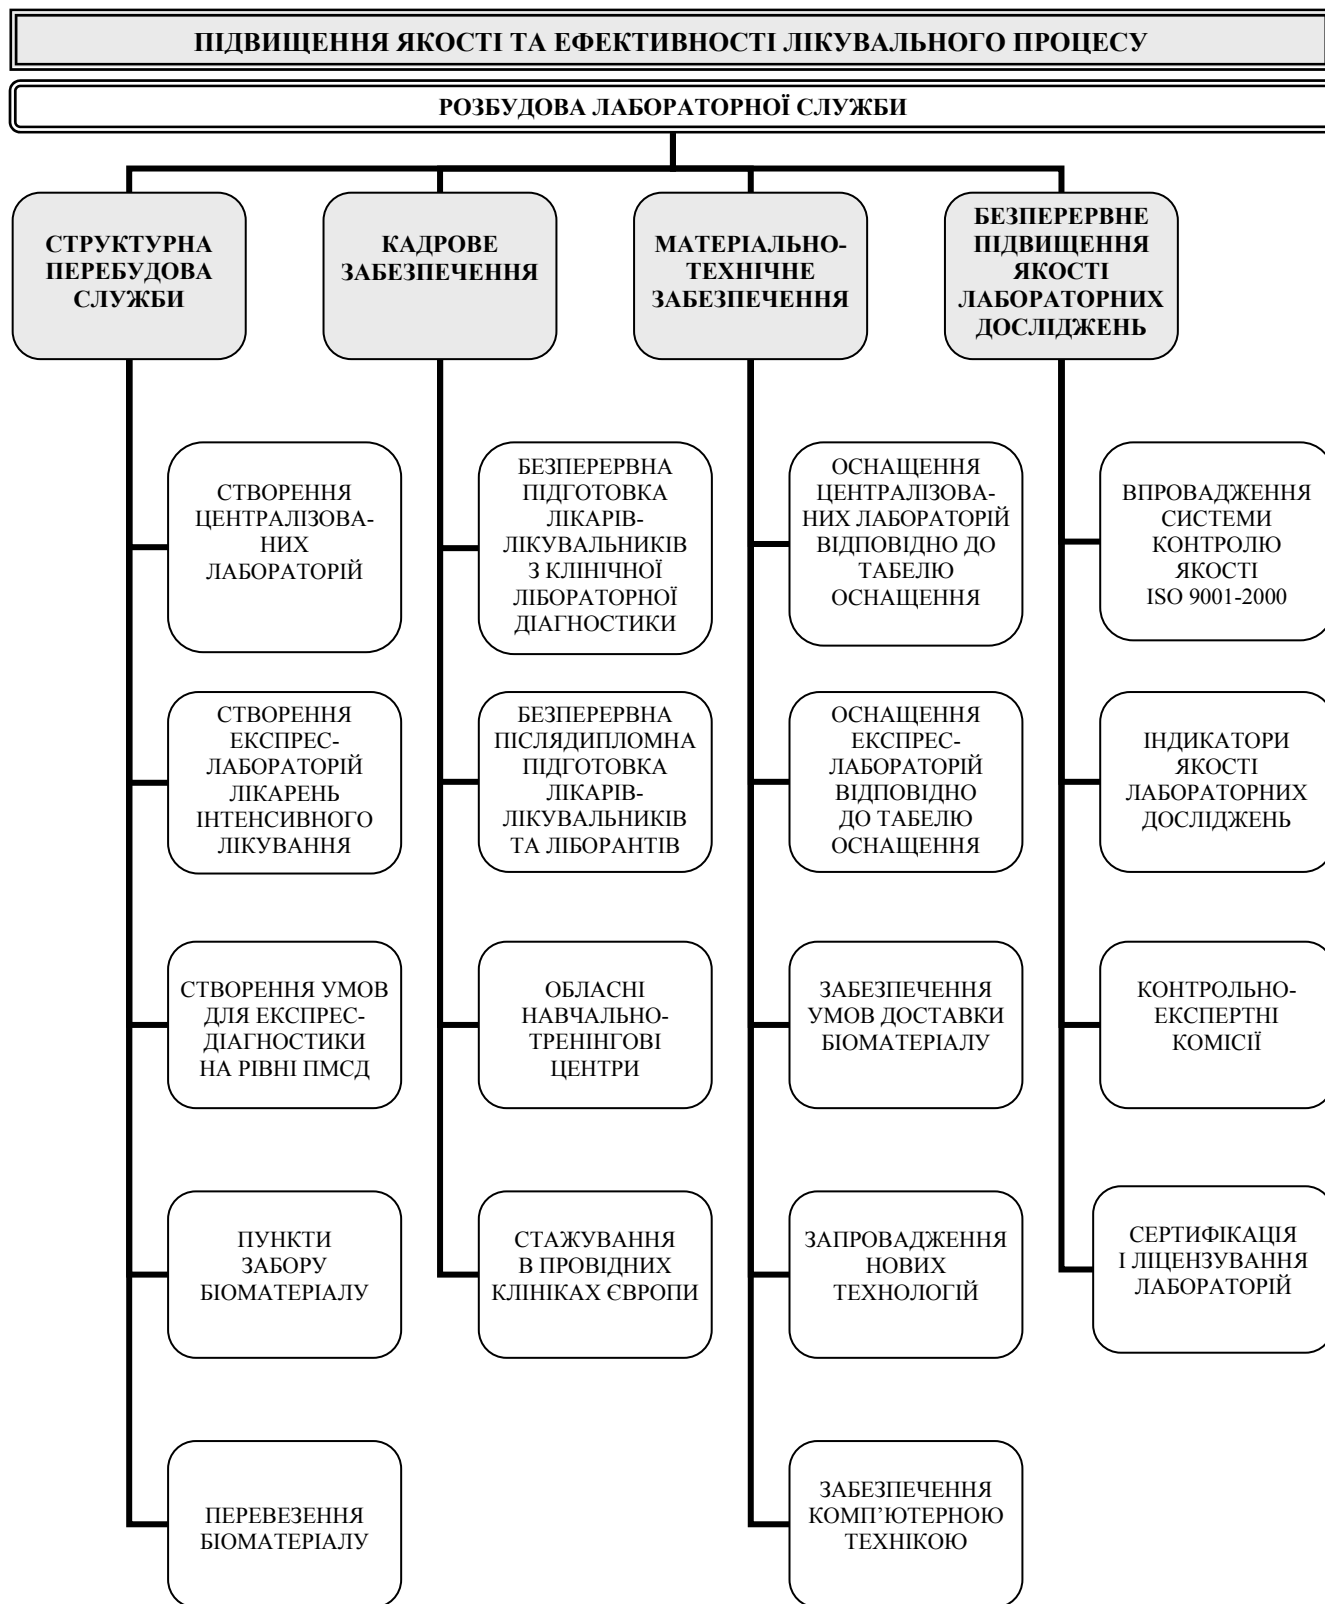 ПІДВИЩЕННЯ ЯКОСТІ ТА ЕФЕКТИВНОСТІ ЛІКУВАЛЬНОГО ПРОЦЕСУ
РОЗБУДОВА ЛАБОРАТОРНОЇ СЛУЖБИ
СТРУКТУРНА
ПЕРЕБУДОВА
СЛУЖБИ
КАДРОВЕ
ЗАБЕЗПЕЧЕННЯ
МАТЕРІАЛЬНО-
ТЕХНІЧНЕ
ЗАБЕЗПЕЧЕННЯ
БЕЗПЕРЕРВНЕ
ПІДВИЩЕННЯ
ЯКОСТІ
ЛАБОРАТОРНИХ
ДОСЛІДЖЕНЬ
СТВОРЕННЯ
ЦЕНТРАЛІЗОВА-
НИХ
ЛАБОРАТОРІЙ
БЕЗПЕРЕРВНА
ПІДГОТОВКА
ЛІКАРІВ-
ЛІКУВАЛЬНИКІВ
З КЛІНІЧНОЇ
ЛІБОРАТОРНОЇ
ДІАГНОСТИКИ
ОСНАЩЕННЯ
ЦЕНТРАЛІЗОВА-
НИХ ЛАБОРАТОРІЙ
ВІДПОВІДНО ДО
ТАБЕЛЮ
ОСНАЩЕННЯ
ВПРОВАДЖЕННЯ
СИСТЕМИ
КОНТРОЛЮ
ЯКОСТІ
ISO 9001-2000
СТВОРЕННЯ
ЕКСПРЕС-
ЛАБОРАТОРІЙ
ЛІКАРЕНЬ
ІНТЕНСИВНОГО
ЛІКУВАННЯ
БЕЗПЕРЕРВНА
ПІСЛЯДИПЛОМНА
ПІДГОТОВКА
ЛІКАРІВ-
ЛІКУВАЛЬНИКІВ
ТА ЛІБОРАНТІВ
ОСНАЩЕННЯ
ЕКСПРЕС-
ЛАБОРАТОРІЙ
ВІДПОВІДНО
ДО ТАБЕЛЮ
ОСНАЩЕННЯ
ІНДИКАТОРИ
ЯКОСТІ
ЛАБОРАТОРНИХ
ДОСЛІДЖЕНЬ
СТВОРЕННЯ УМОВ
ДЛЯ ЕКСПРЕС-
ДІАГНОСТИКИ
НА РІВНІ ПМСД
ОБЛАСНІ
НАВЧАЛЬНО-
ТРЕНІНГОВІ
ЦЕНТРИ
ЗАБЕЗПЕЧЕННЯ
УМОВ ДОСТАВКИ
БІОМАТЕРІАЛУ
КОНТРОЛЬНО-
ЕКСПЕРТНІ
КОМІСІЇ
ПУНКТИ
ЗАБОРУ
БІОМАТЕРІАЛУ
СТАЖУВАННЯ
В ПРОВІДНИХ
КЛІНІКАХ ЄВРОПИ
ЗАПРОВАДЖЕННЯ
НОВИХ
ТЕХНОЛОГІЙ
СЕРТИФІКАЦІЯ
І ЛІЦЕНЗУВАННЯ
ЛАБОРАТОРІЙ
ПЕРЕВЕЗЕННЯ
БІОМАТЕРІАЛУ
ЗАБЕЗПЕЧЕННЯ
КОМП’ЮТЕРНОЮ
ТЕХНІКОЮ